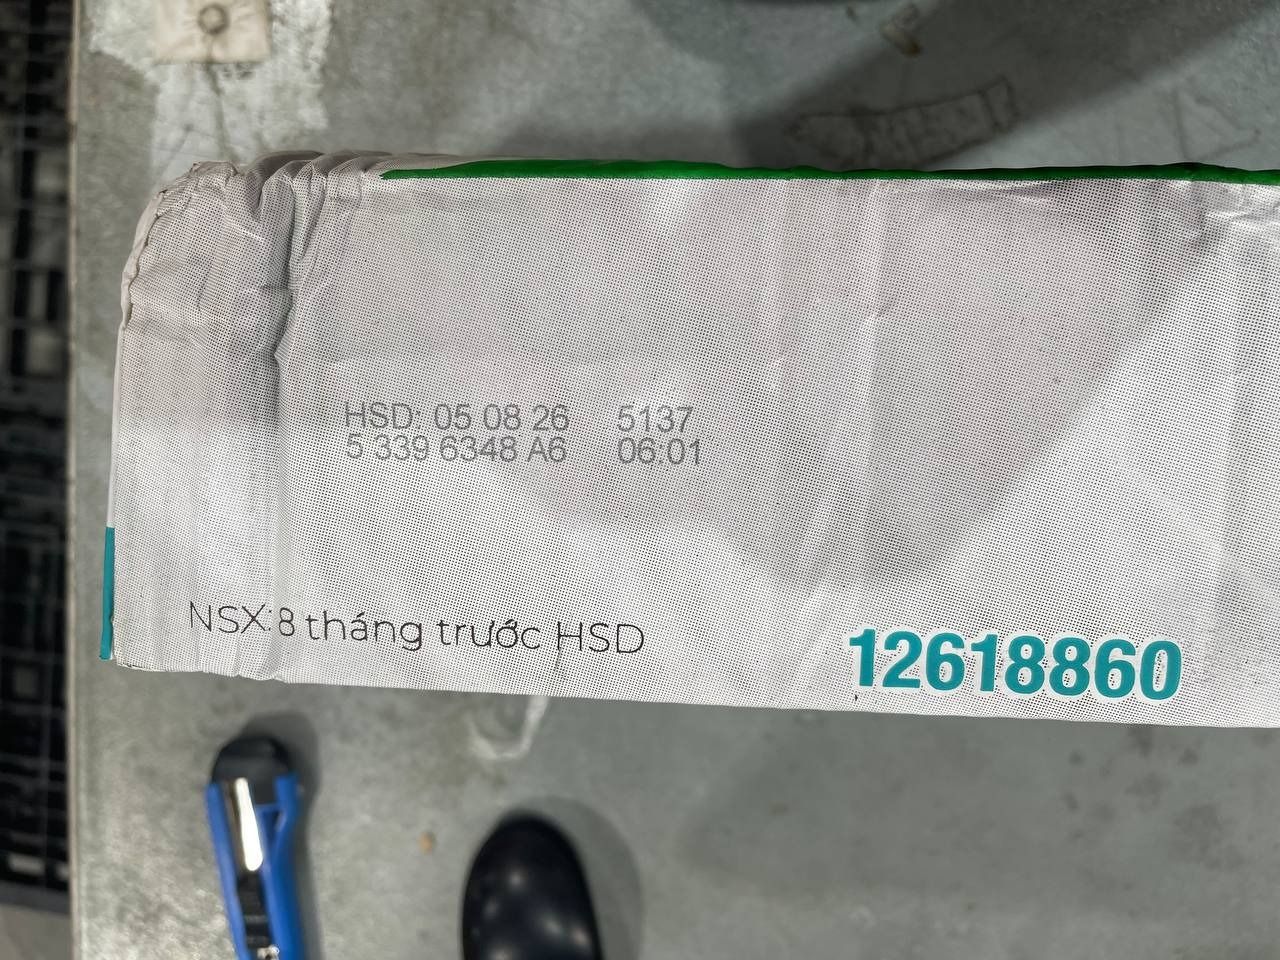 HSD: 05 08 26 5137
5 339 6348 A6 06:01
NSX: 8 tháng trước HSD
12618860